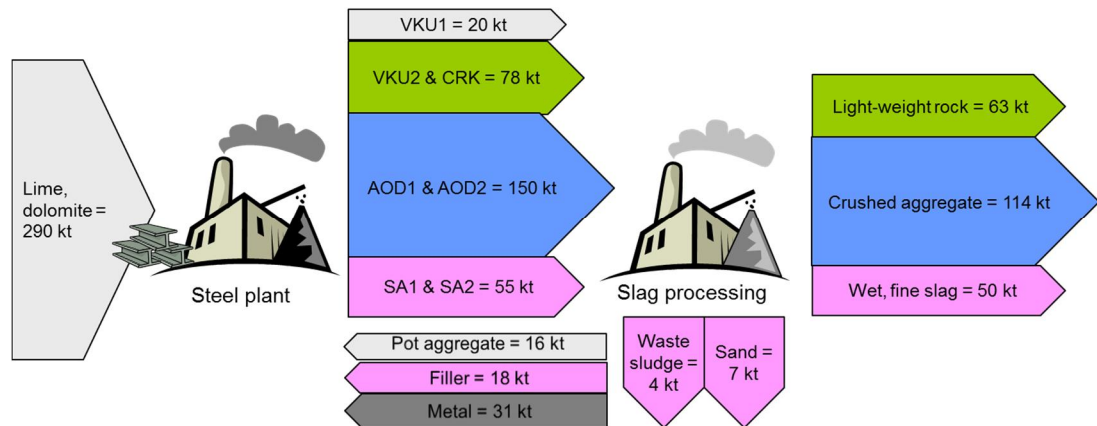 VKU1 = 20 kt
VKU2 & CRK = 78 kt
Light-weight rock = 63 kt
Lime,
dolomite =
290 kt
AOD1 & AOD2 = 150 kt
Crushed aggregate = 114 kt
Steel plant
SA1 & SA2 = 55 kt
Slag processing
Wet, fine slag = 50 kt
Pot aggregate = 16 kt
Filler = 18 kt
Metal = 31 kt
Waste
sludge =
4 kt
Sand =
7 kt